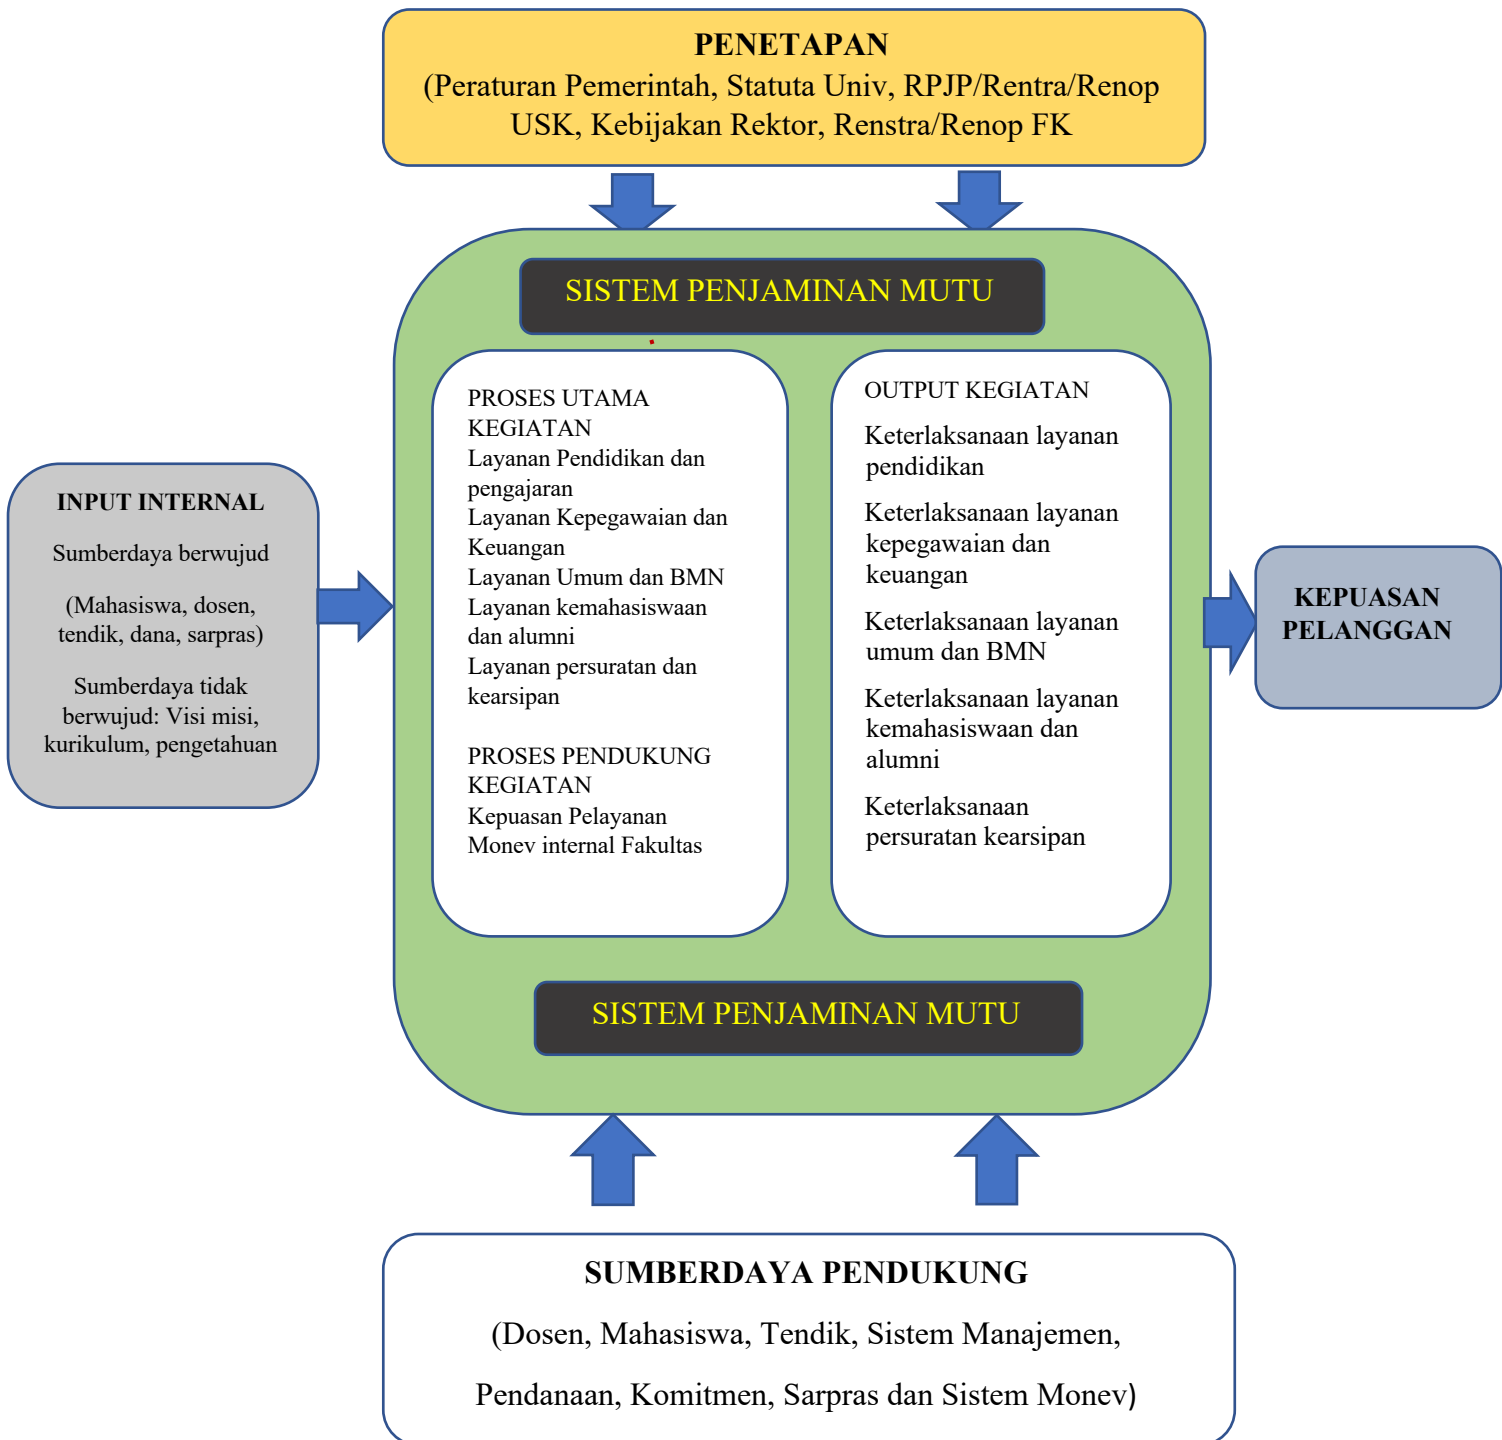 PENETAPAN
(Peraturan Pemerintah, Statuta Univ, RPJP/Rentra/Renop
USK, Kebijakan Rektor, Renstra/Renop FK
SISTEM PENJAMINAN MUTU
INPUT INTERNAL
Sumberdaya berwujud
(Mahasiswa, dosen,
tendik, dana, sarpras)
Sumberdaya tidak
berwujud: Visi misi,
kurikulum, pengetahuan
PROSES UTAMA
KEGIATAN
Layanan Pendidikan dan
pengajaran
Layanan Kepegawaian dan
Keuangan
Layanan Umum dan BMN
Layanan kemahasiswaan
dan alumni
Layanan persuratan dan
kearsipan
PROSES PENDUKUNG
KEGIATAN
Kepuasan Pelayanan
Monev internal Fakultas
OUTPUT KEGIATAN
Keterlaksanaan layanan
pendidikan
Keterlaksanaan layanan
kepegawaian dan
keuangan
Keterlaksanaan layanan
umum dan BMN
Keterlaksanaan layanan
kemahasiswaan dan
alumni
Keterlaksanaan
persuratan kearsipan
KEPUASAN
PELANGGAN
SISTEM PENJAMINAN MUTU
SUMBERDAYA PENDUKUNG
(Dosen, Mahasiswa, Tendik, Sistem Manajemen,
Pendanaan, Komitmen, Sarpras dan Sistem Monev)